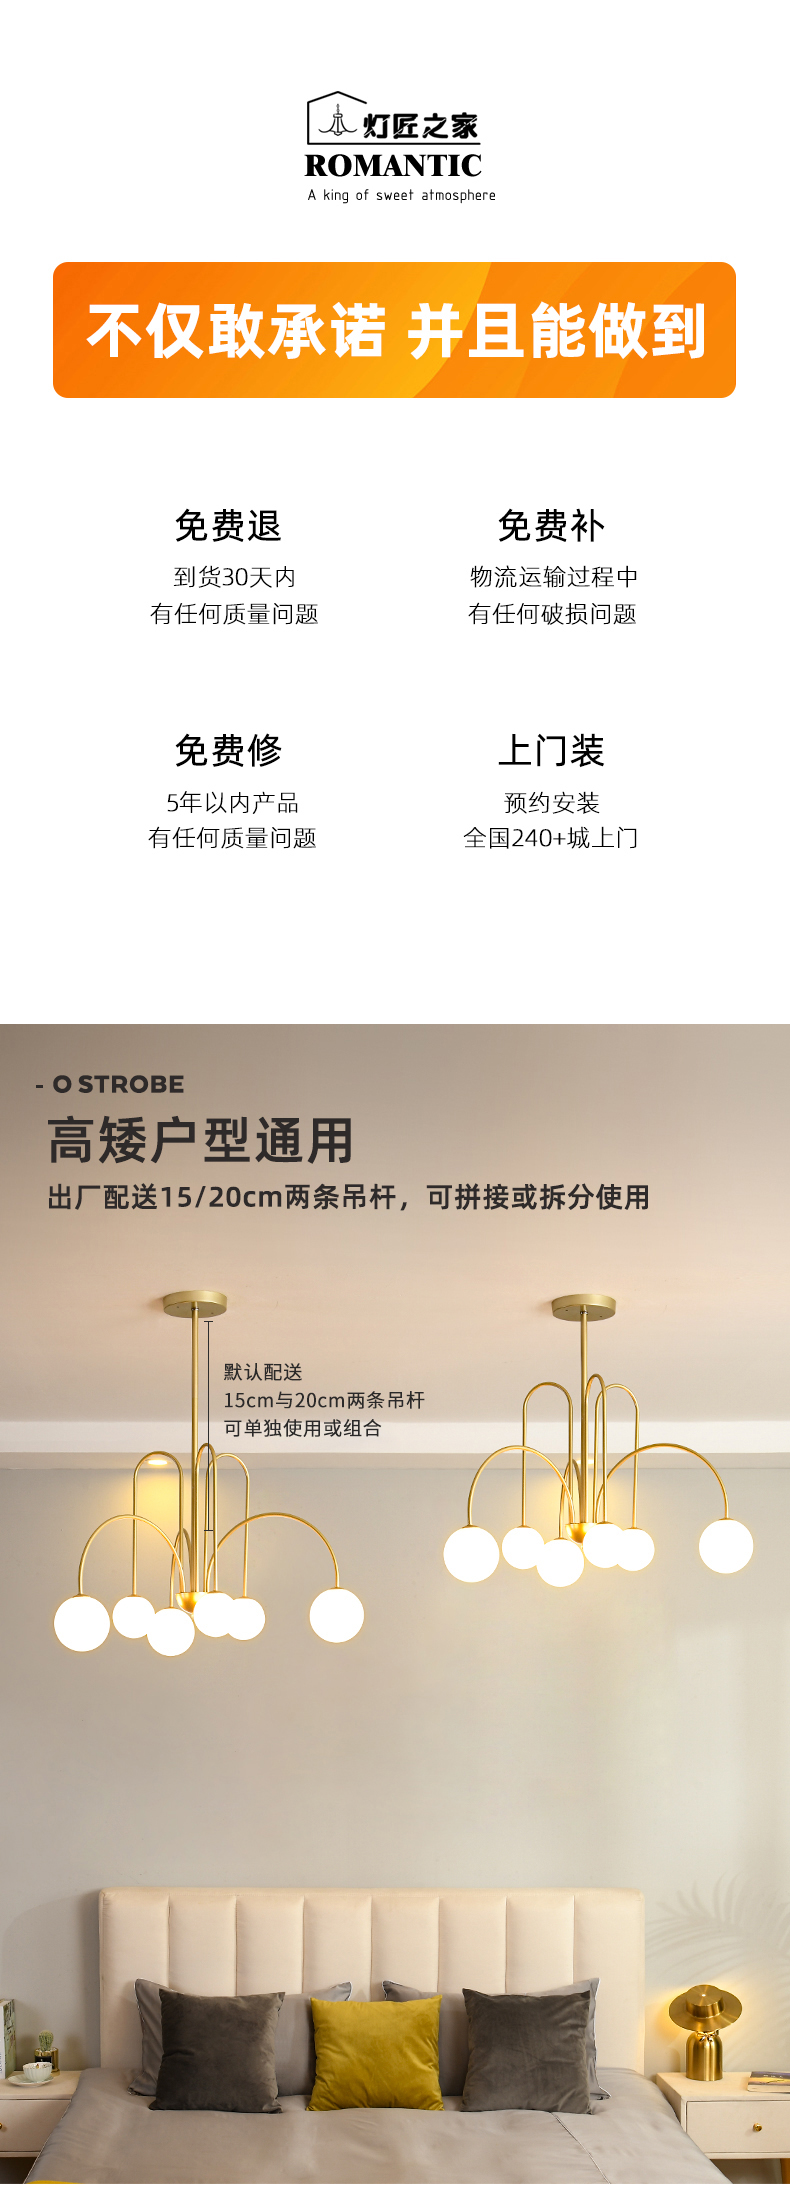 灯匠之家
ROMANTIC
A king of sweet atmosphere
不仅敢承诺 并且能做到
免费退
到货30天内
有任何质量问题
免费补
物流运输过程中
有任何破损问题
免费修
5年以内产品
有任何质量问题
上门装
预约安装
全国240+城上门
- O STROBE
高矮户型通用
出厂配送15/20cm两条吊杆，可拼接或拆分使用
默认配送
15cm与20cm两条吊杆
可单独使用或组合